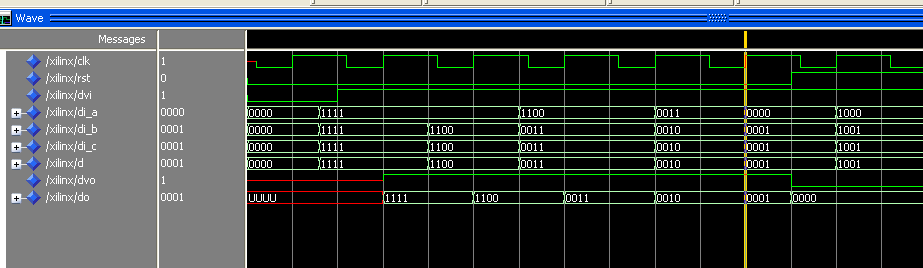 Wave
Messages
/xilinx/clk 1
/xilinx/rst 0
/xilinx/dvi 1
/xilinx/di_a 0000 0000 1111 1100 0011 0000 1000
/xilinx/di_b 0001 0000 1111 1100 0011 0010 0001 1001
/xilinx/di_c 0001 0000 1111 1100 0011 0010 0001 1001
/xilinx/d 0001 0000 1111 1100 0011 0010 0001 1001
/xilinx/dvo 1
/xilinx/do 0001 UUUU 1111 1100 0011 0010 0001 0000